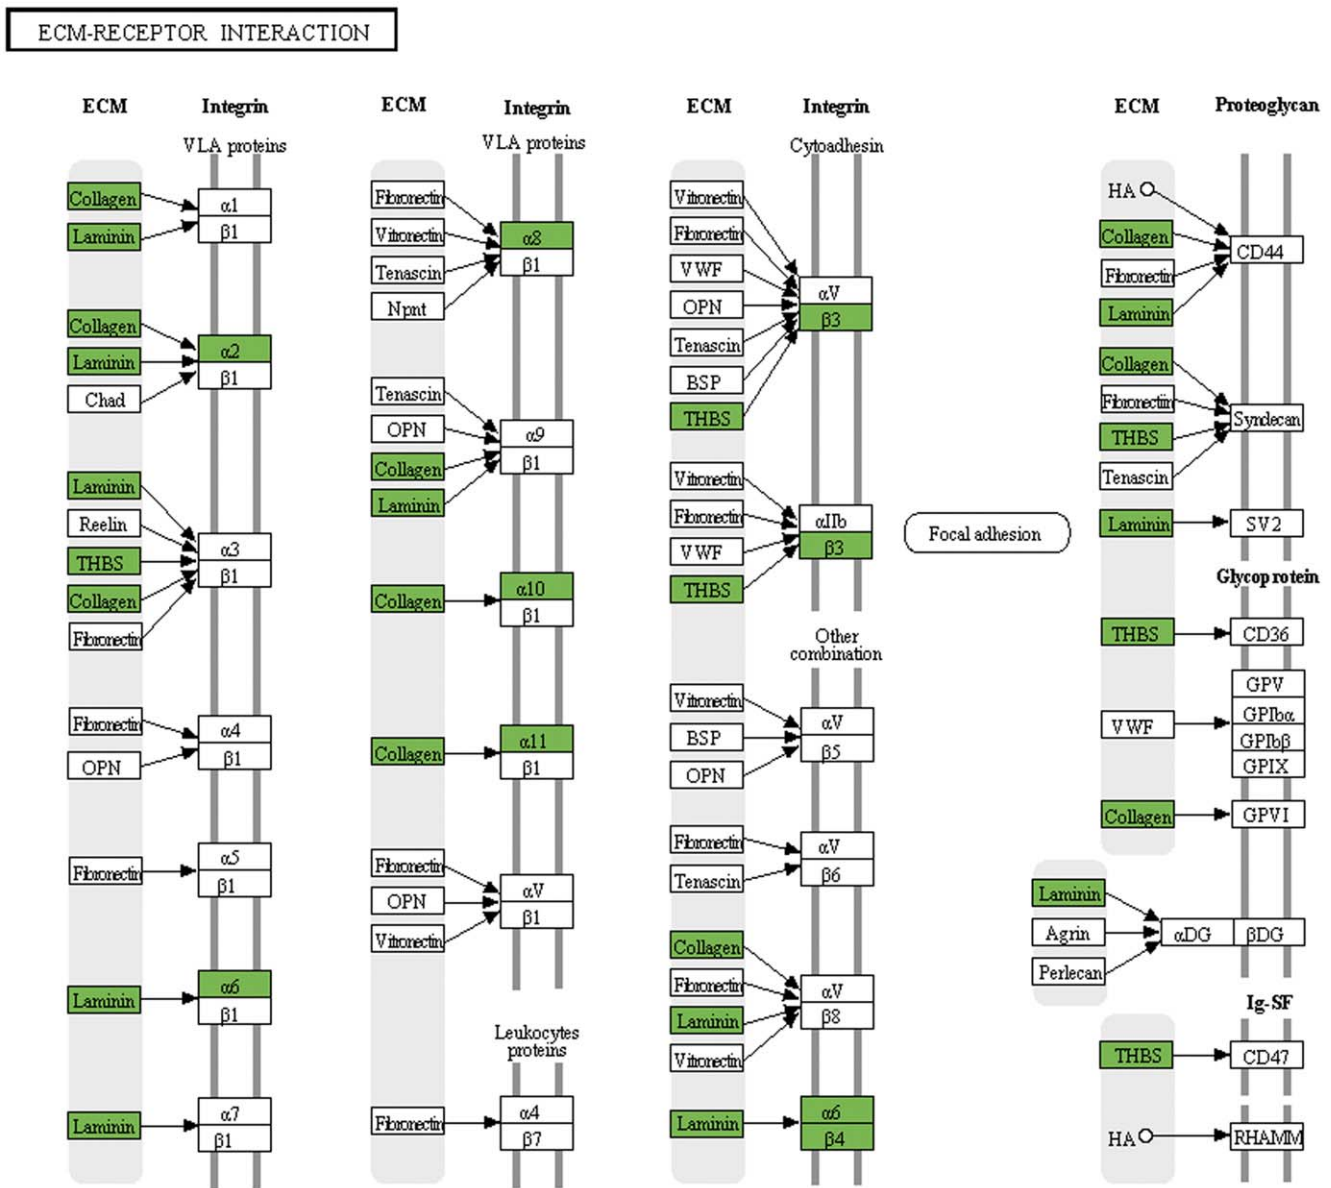 ECM-RECEPTOR INTERACTION
ECM
Integrin
VLA proteins
Collagen
Laminin
α1
β1
Collagen
Laminin
Chad
α2
β1
Laminin
Reelin
THBS
Collagen
Fibronectin
α3
β1
Fibronectin
OPN
α4
β1
Fibronectin
α5
β1
Laminin
α6
β1
Laminin
α7
β1
ECM
Integrin
VLA proteins
Fibronectin
Vitronectin
Tenascin
Npnt
α8
β1
Tenascin
OPN
Collagen
Laminin
α9
β1
Collagen
α10
β1
Collagen
α11
β1
Fibronectin
OPN
Vitronectin
αV
β1
Leukocytes
proteins
Fibronectin
α4
β7
ECM
Integrin
Cytoadhesin
Vitronectin
Fibronectin
VWF
OPN
Tenascin
BSP
THBS
αV
β3
Vitronectin
Fibronectin
VWF
THBS
αIIb
β3
Other
combination
Vitronectin
BSP
OPN
αV
β5
Fibronectin
Tenascin
αV
β6
Collagen
Fibronectin
Laminin
Vitronectin
αV
β8
Laminin
α6
β4
Focal adhesion
ECM
Proteoglycan
HA
Collagen
Fibronectin
Laminin
CD44
Collagen
Fibronectiin
THBS
Tenascin
Syndecan
Laminin
SV2
Glycoprotein
THBS
CD36
VWF
GPV
GPIbα
GPIbβ
GPIX
Collagen
GPVI
Laminin
Agrin
Perlecan
αDG
βDG
Ig-SF
THBS
CD47
HA
RHAMM